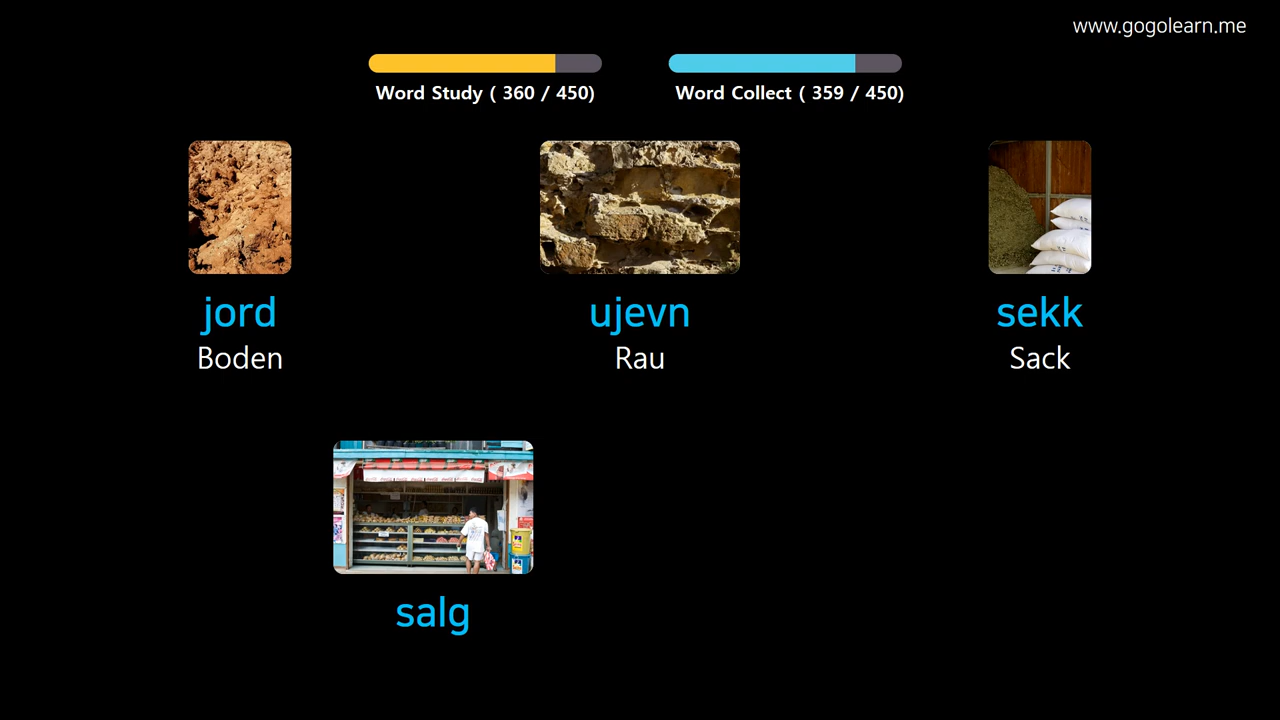 www.gogolearn.me
Word Study ( 360 / 450)
Word Collect ( 359 / 450)
jord
ujevn
sekk
Boden
Rau
Sack
salg